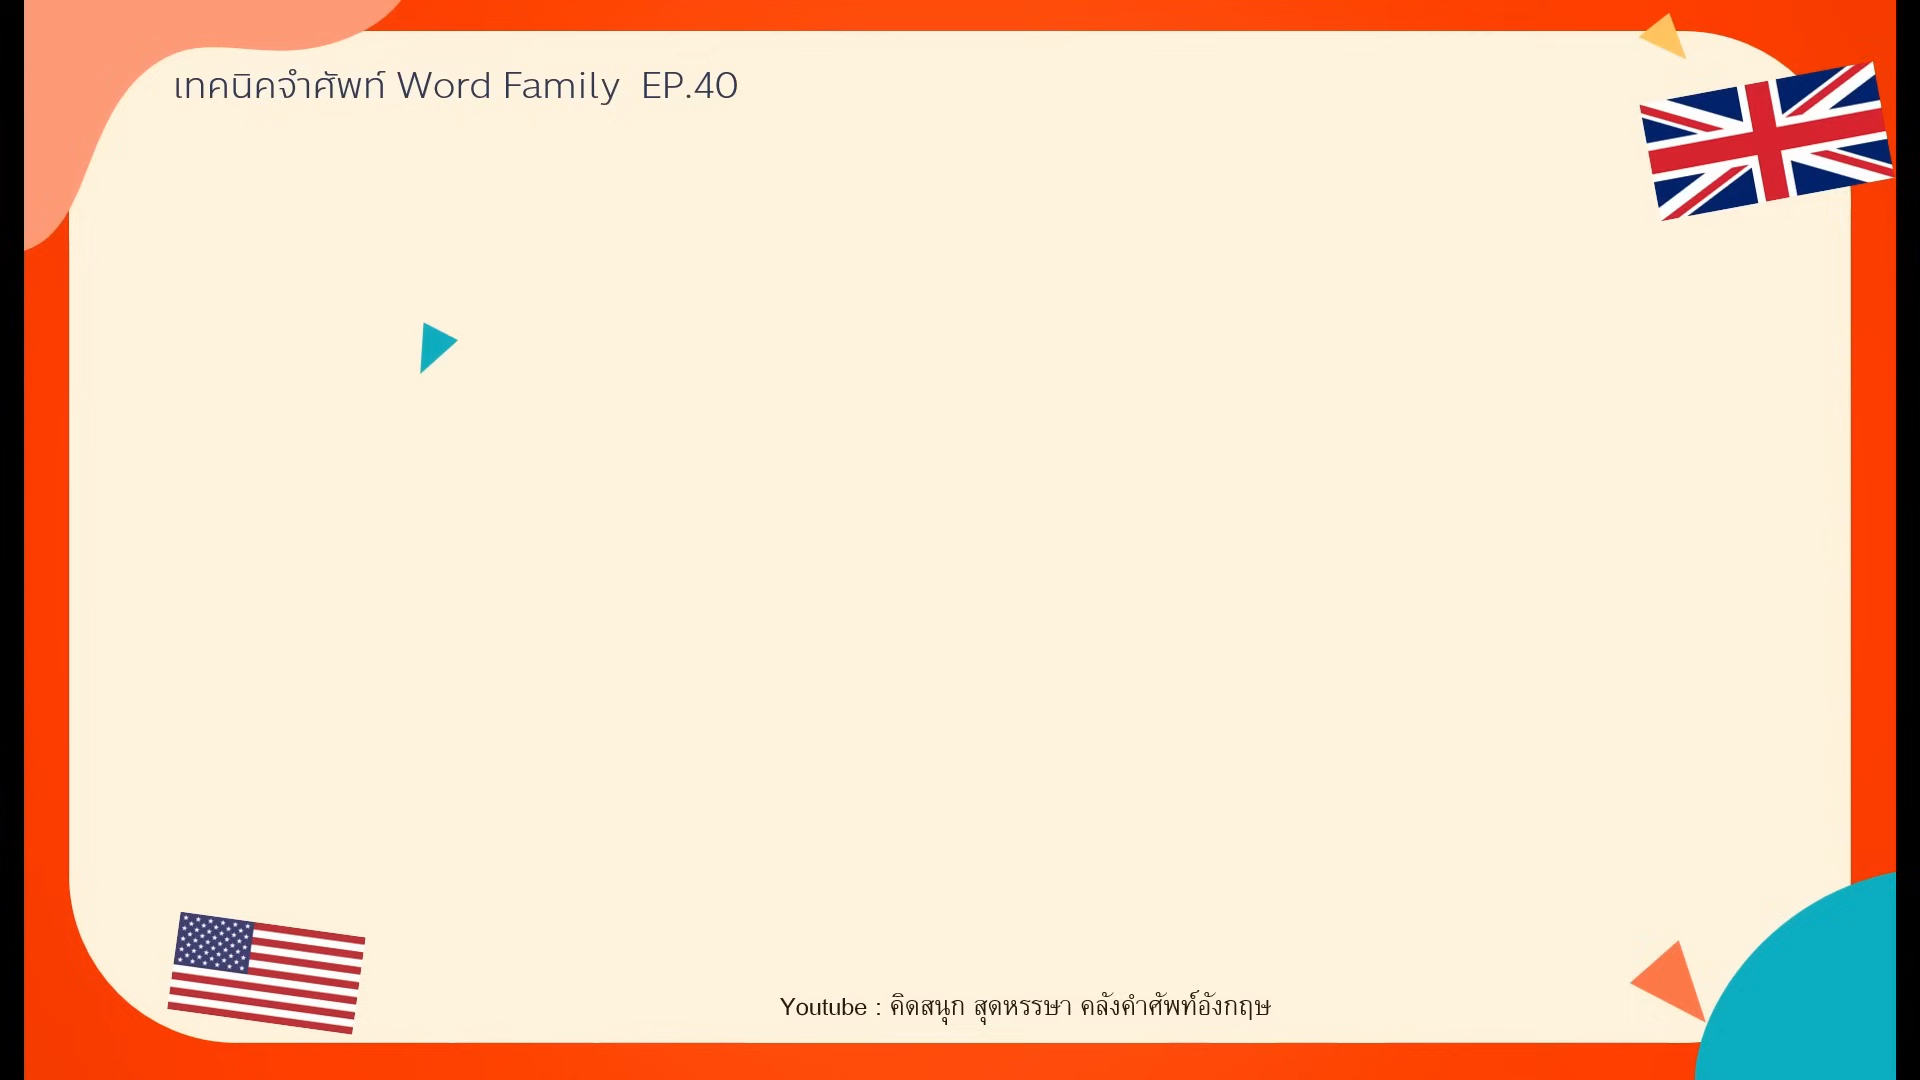 เทคนิคจำศัพท์ Word Family EP.40
Youtube : คิดสนุก สุดหรรษา คลังคำศัพท์อังกฤษ